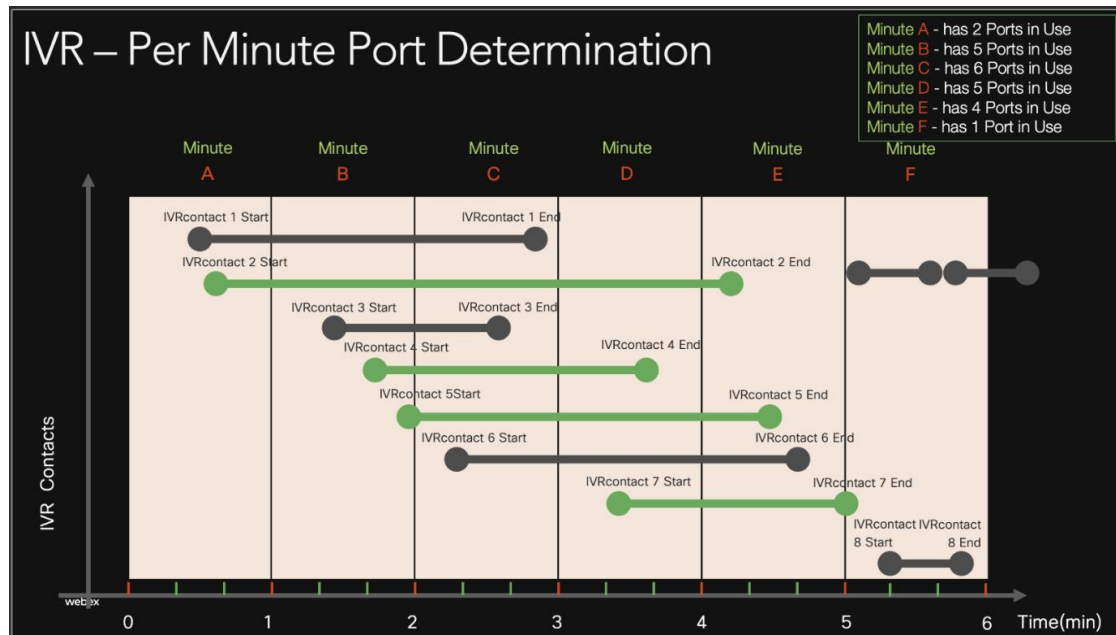 IVR – Per Minute Port Determination
Minute A - has 2 Ports in Use
Minute B - has 5 Ports in Use
Minute C - has 6 Ports in Use
Minute D - has 5 Ports in Use
Minute E - has 4 Ports in Use
Minute F - has 1 Port in Use
Minute Minute Minute Minute Minute Minute
A B C D E F
IVRcontact 1 Start IVRcontact 1 End
IVRcontact 2 Start IVRcontact 2 End
IVRcontact 3 Start IVRcontact 3 End
IVRcontact 4 Start IVRcontact 4 End
IVRcontact 5Start IVRcontact 5 End
IVRcontact 6 Start IVRcontact 6 End
IVRcontact 7 Start IVRcontact 7 End
IVRcontact IVRcontact
8 Start 8 End
IVR Contacts
webex
0 1 2 3 4 5 6 Time(min)